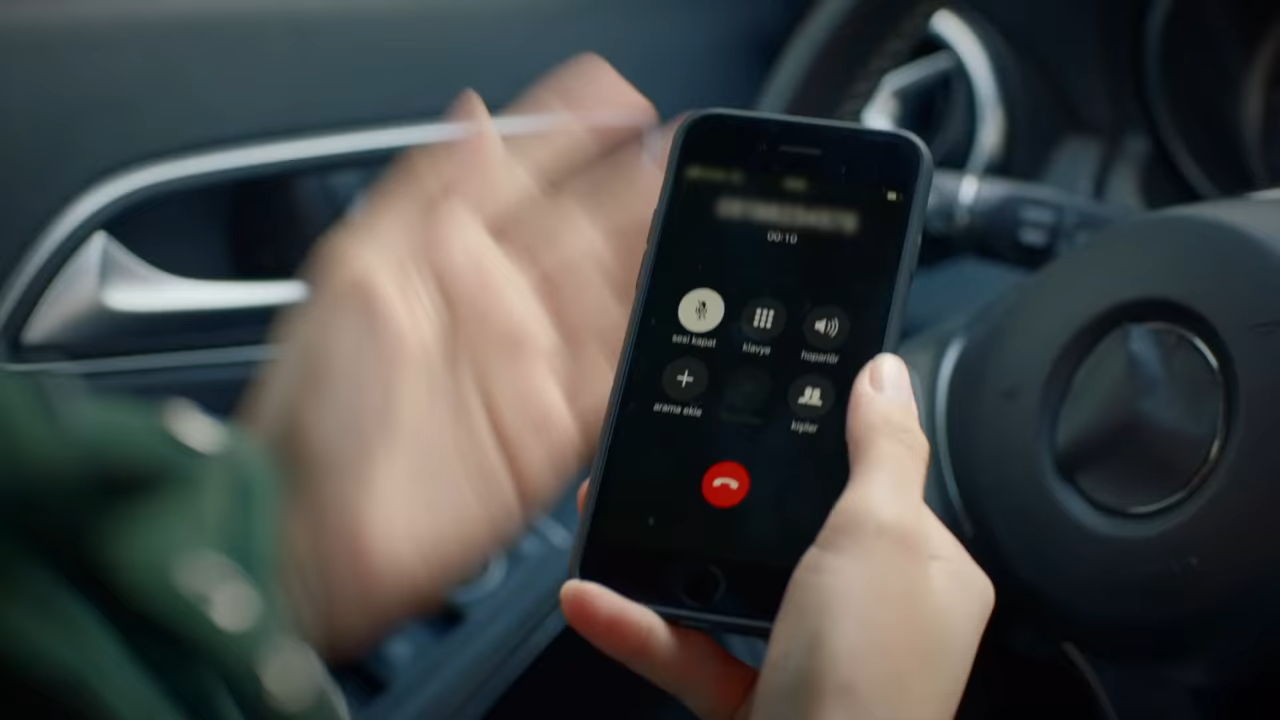 00:10
sesi kapat
klavye
hoparlör
arama ekle
kişiler